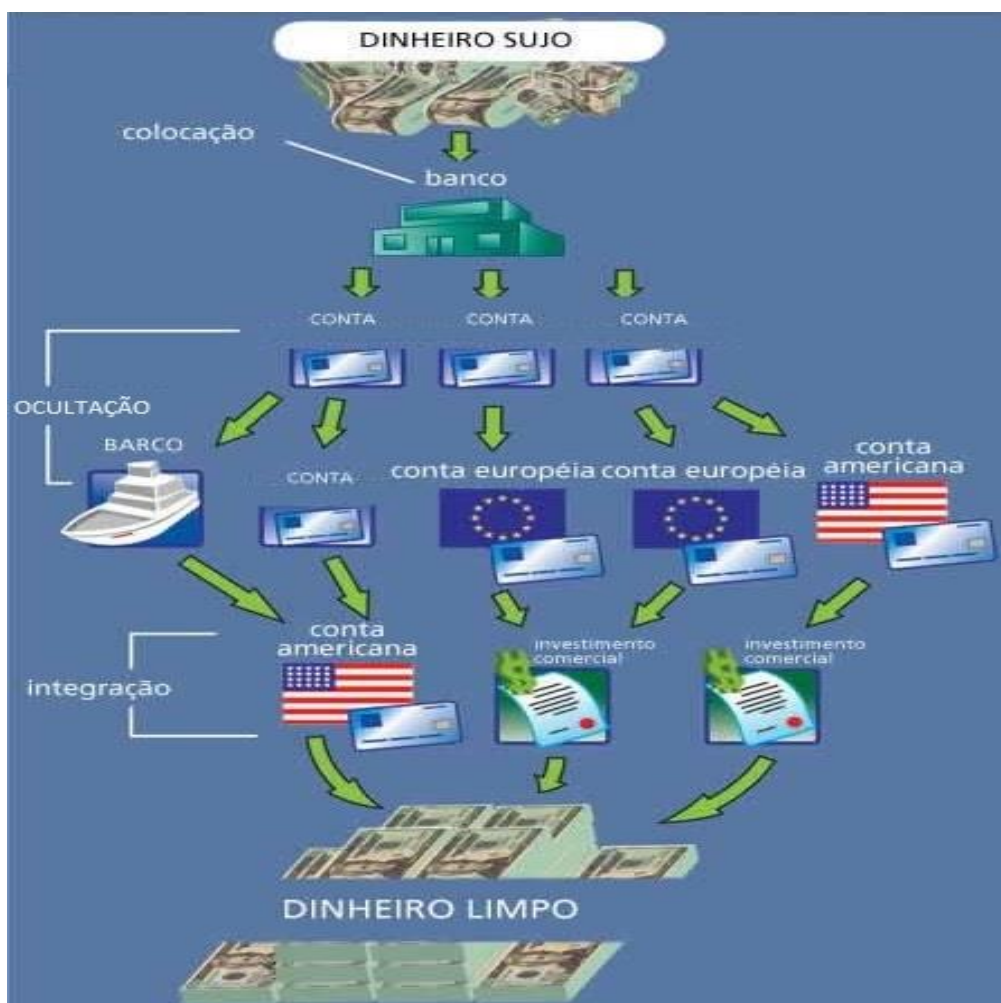 DINHEIRO SUJO
colocação
banco
CONTA
CONTA
CONTA
OCULTAÇÃO
BARCO
CONTA
conta européia
conta européia
conta
americana
integração
conta
americana
investimento
comercial
investimento
comercial
DINHEIRO LIMPO